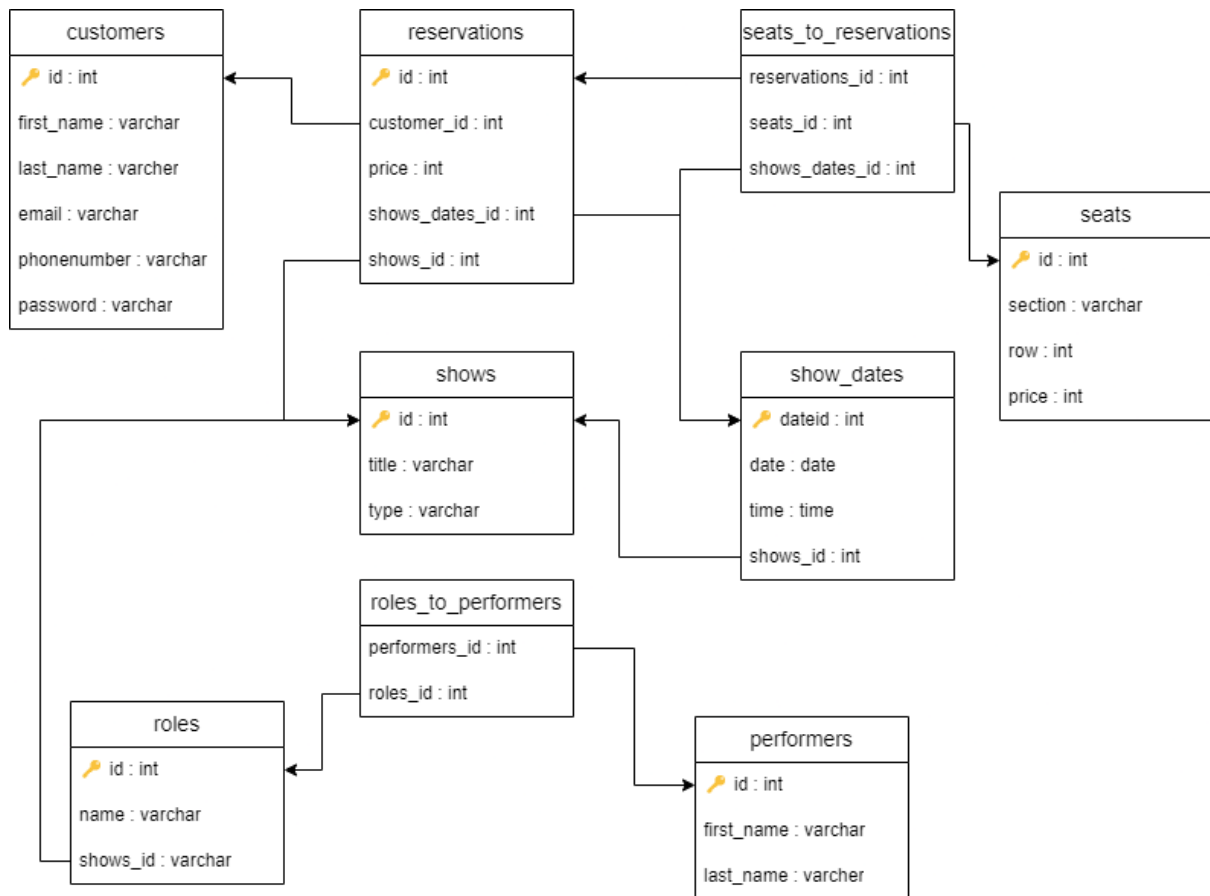 customers
id : int
first_name : varchar
last_name : varcher
email : varchar
phonenumber : varchar
password : varchar
reservations
id : int
customer_id : int
price : int
shows_dates_id : int
shows_id : int
seats_to_reservations
reservations_id : int
seats_id : int
shows_dates_id : int
seats
id : int
section : varchar
row : int
price : int
shows
id : int
title : varchar
type : varchar
show_dates
dateid : int
date : date
time : time
shows_id : int
roles_to_performers
performers_id : int
roles_id : int
roles
id : int
name : varchar
shows_id : varchar
performers
id : int
first_name : varchar
last_name : varcher